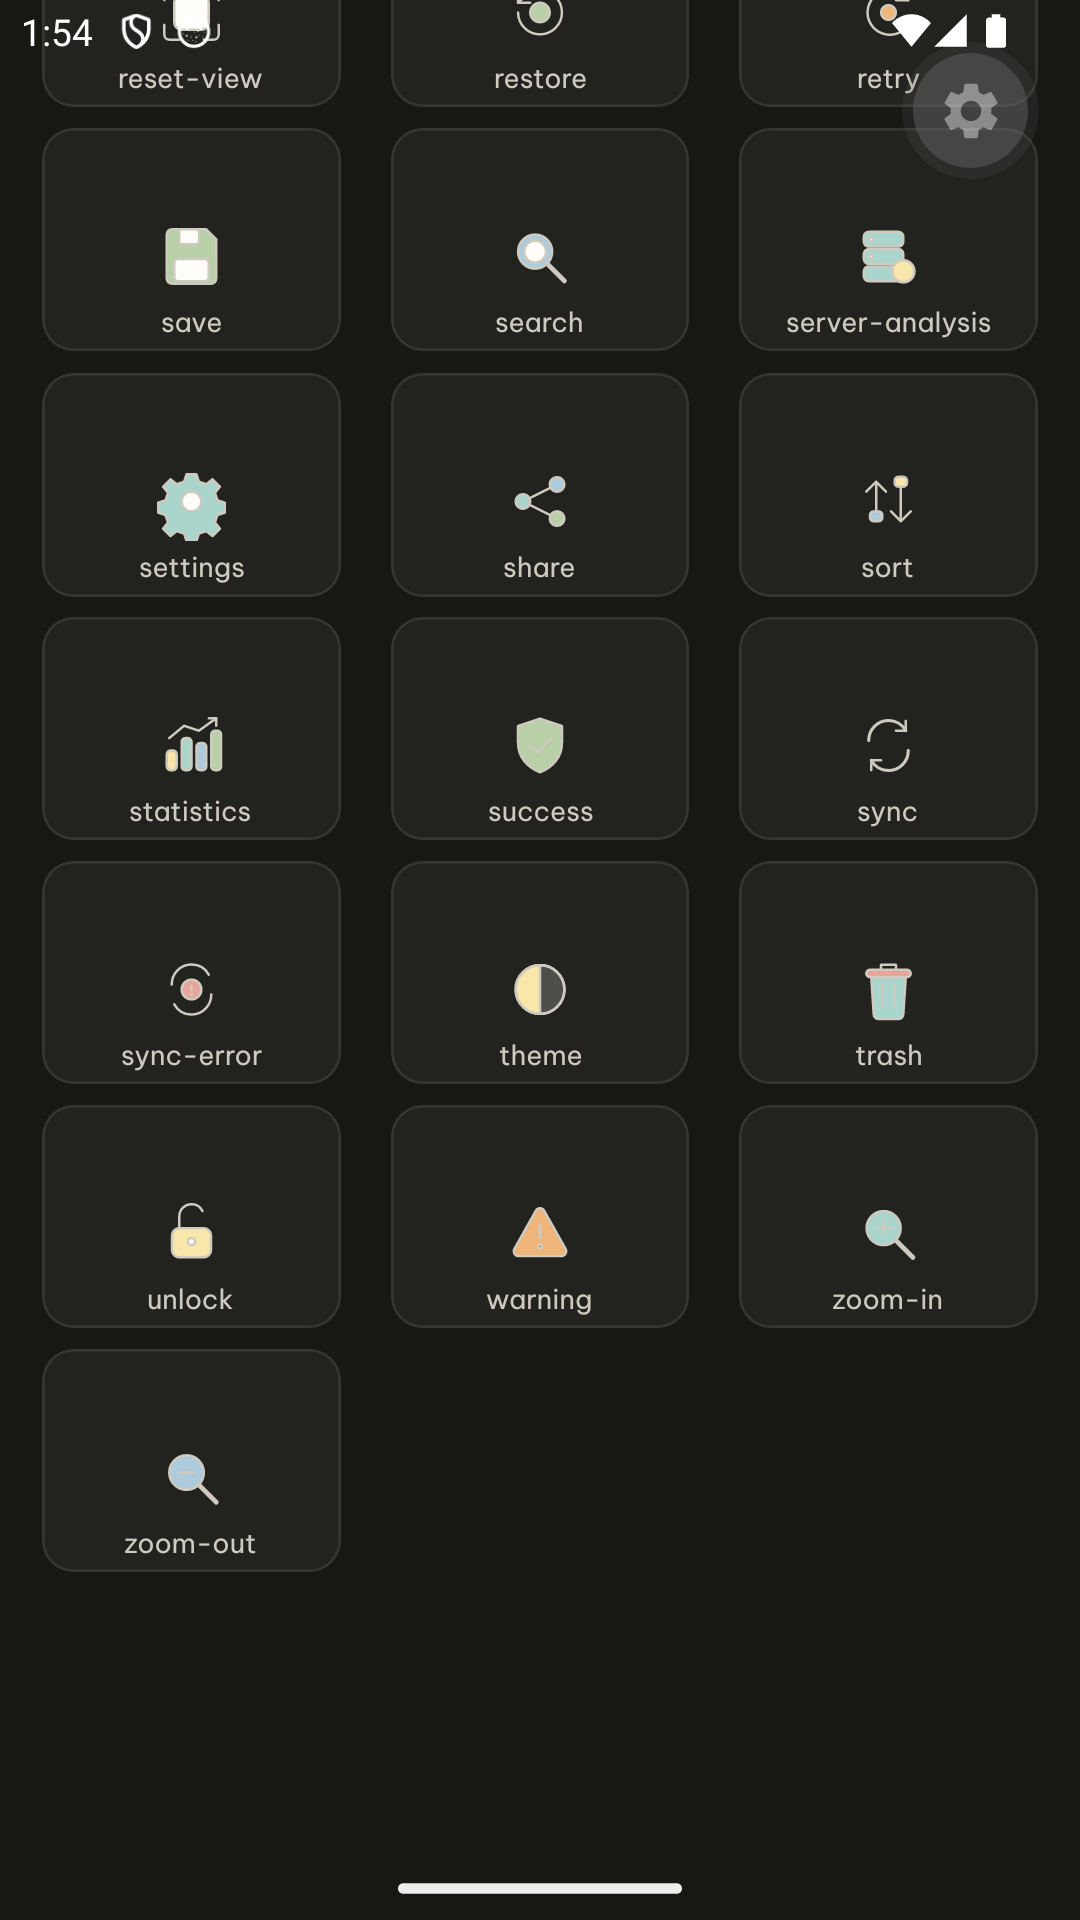 1:54
reset-view
restore
retry
save
search
server-analysis
settings
share
sort
statistics
success
sync
sync-error
theme
trash
unlock
warning
zoom-in
zoom-out